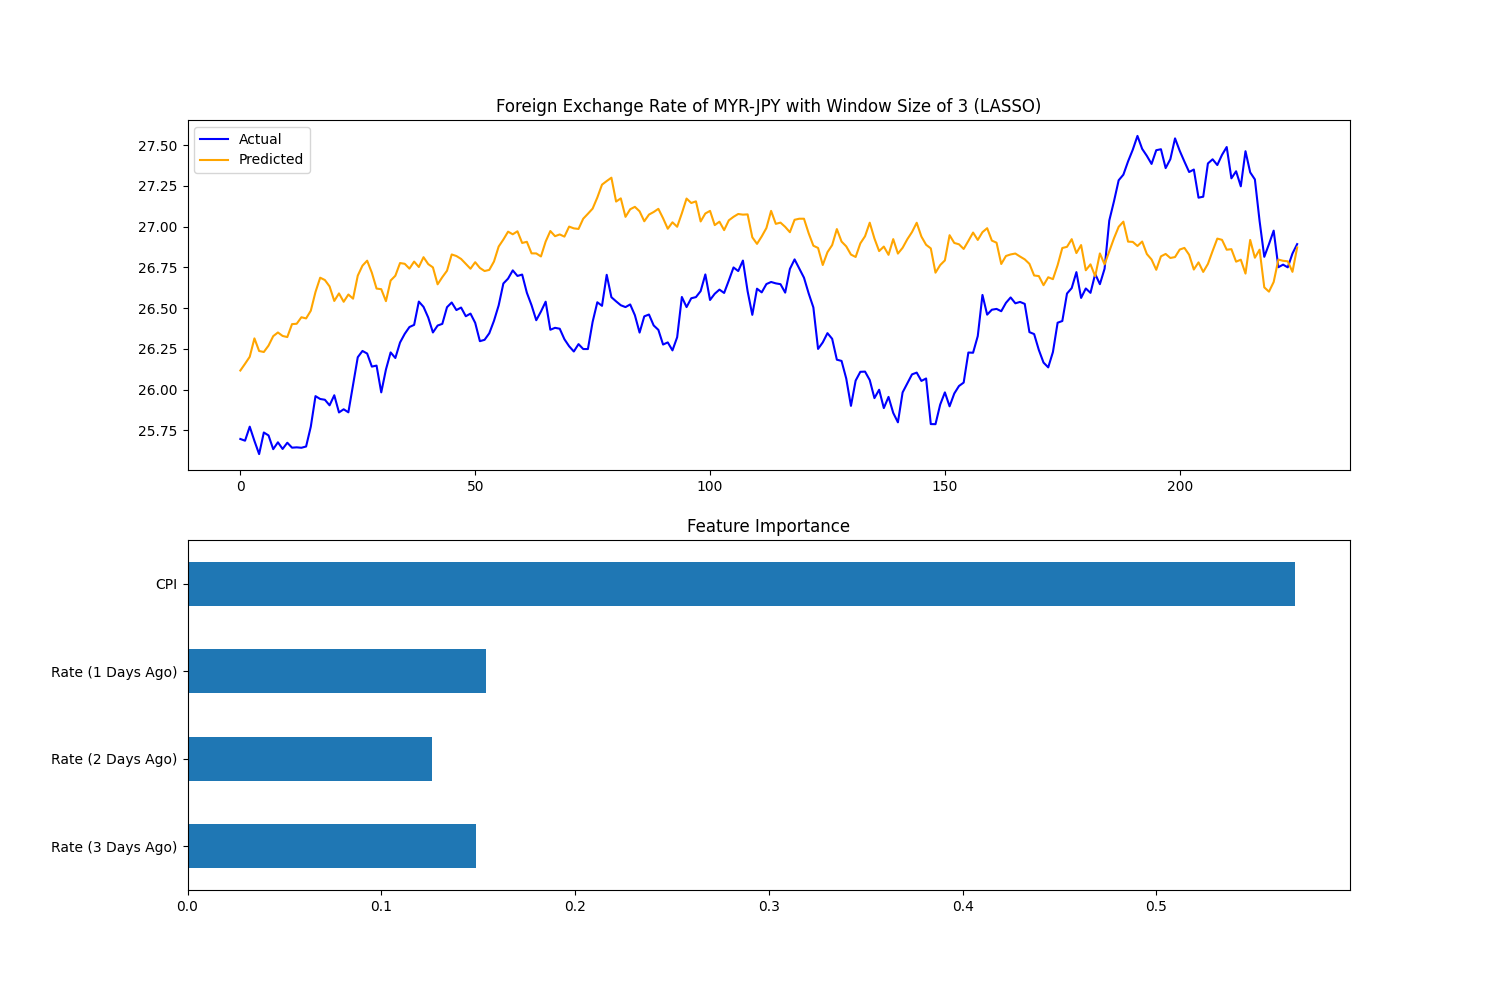 Foreign Exchange Rate of MYR-JPY with Window Size of 3 (LASSO)
Actual
Predicted
27.50
27.25
27.00
26.75
26.50
26.25
26.00
25.75
0 50 100 150 200
Feature Importance
CPI
Rate (1 Days Ago)
Rate (2 Days Ago)
Rate (3 Days Ago)
0.0 0.1 0.2 0.3 0.4 0.5